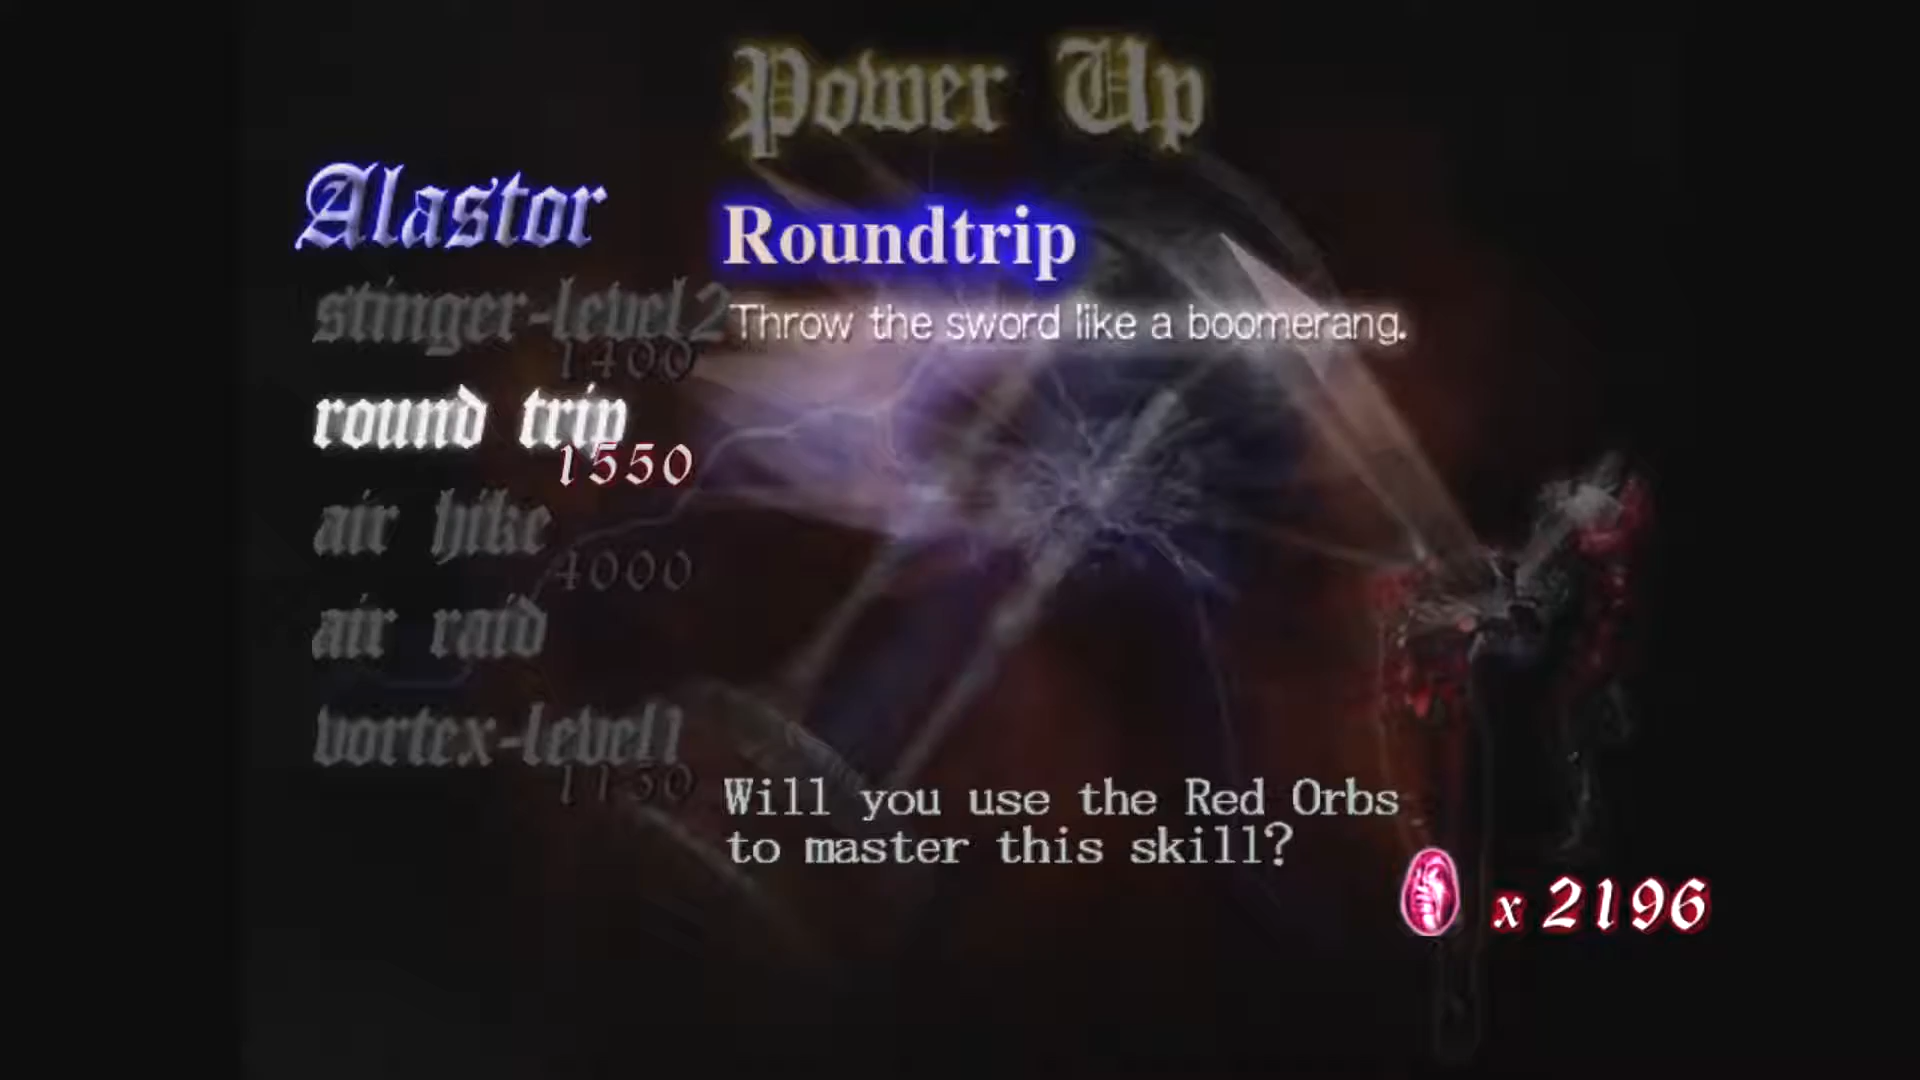 Power Up
Alastor
stinger-level2
1400
round trip
1550
air hike
4000
air raid
vortex-level1
1150
Roundtrip
Throw the sword like a boomerang.
Will you use the Red Orbs
to master this skill?
x 2196